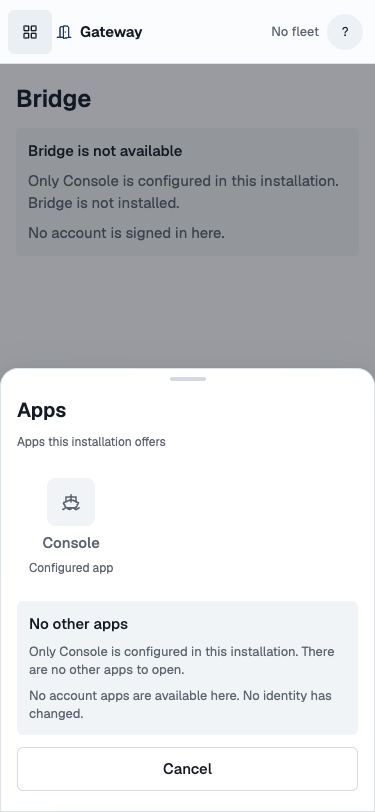 Gateway
No fleet
?
Bridge
Bridge is not available
Only Console is configured in this installation.
Bridge is not installed.
No account is signed in here.
Apps
Apps this installation offers
Console
Configured app
No other apps
Only Console is configured in this installation. There
are no other apps to open.
No account apps are available here. No identity has
changed.
Cancel